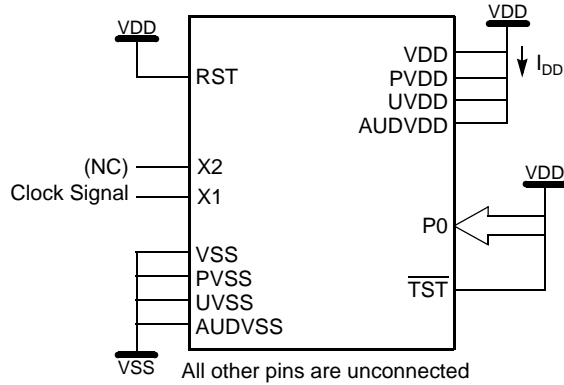 VDD
RST
(NC)
X2
Clock Signal
X1
VSS
PVSS
UVSS
AUDVSS
VSS
VDD
VDD
I_DD
PVDD
UVDD
AUDVDD
VDD
P0
TST
All other pins are unconnected